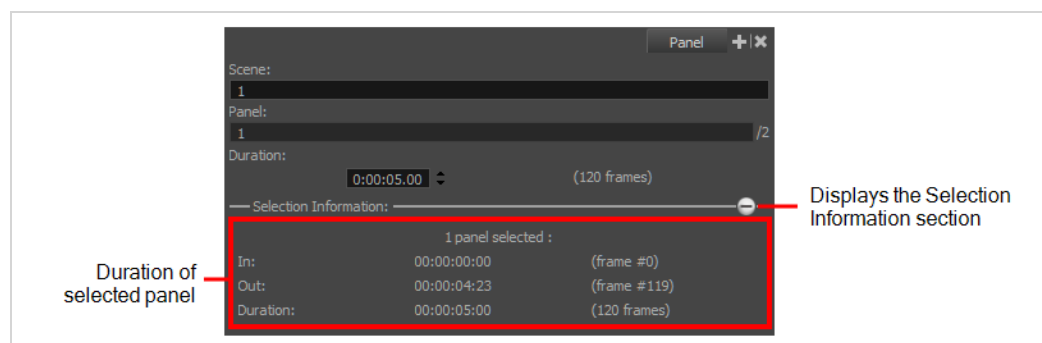 Panel
Scene:
1
Panel:
1 /2
Duration:
0:00:05.00 (120 frames)
Selection Information:
Displays the Selection
Information section
1 panel selected :
In: 00:00:00:00 (frame #0)
Out: 00:00:04:23 (frame #119)
Duration: 00:00:05:00 (120 frames)
Duration of
selected panel